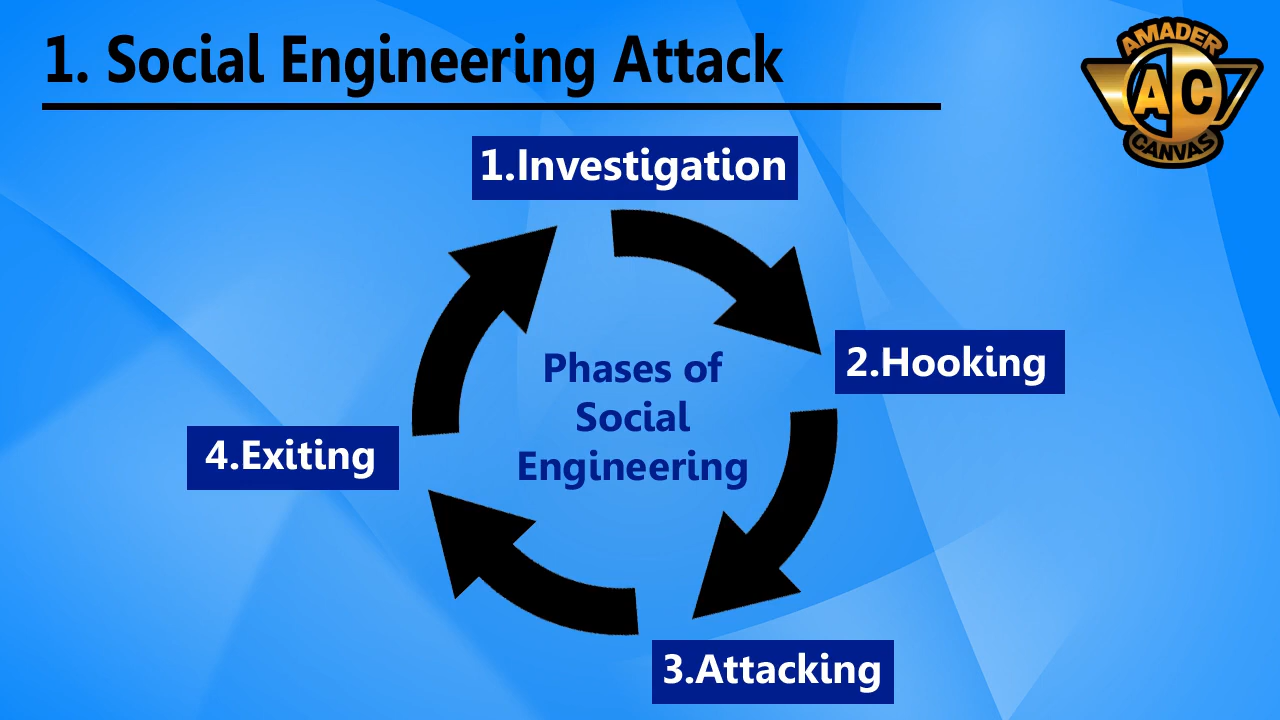 1. Social Engineering Attack
AMADER
AC
CANVAS
1.Investigation
2.Hooking
Phases of
Social
Engineering
4.Exiting
3.Attacking